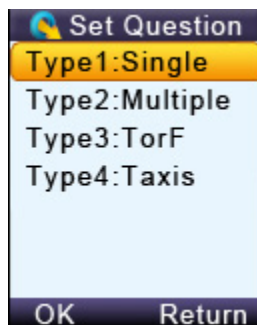 Set Question
Type1:Single
Type2:Multiple
Type3:TorF
Type4:Taxis
OK Return